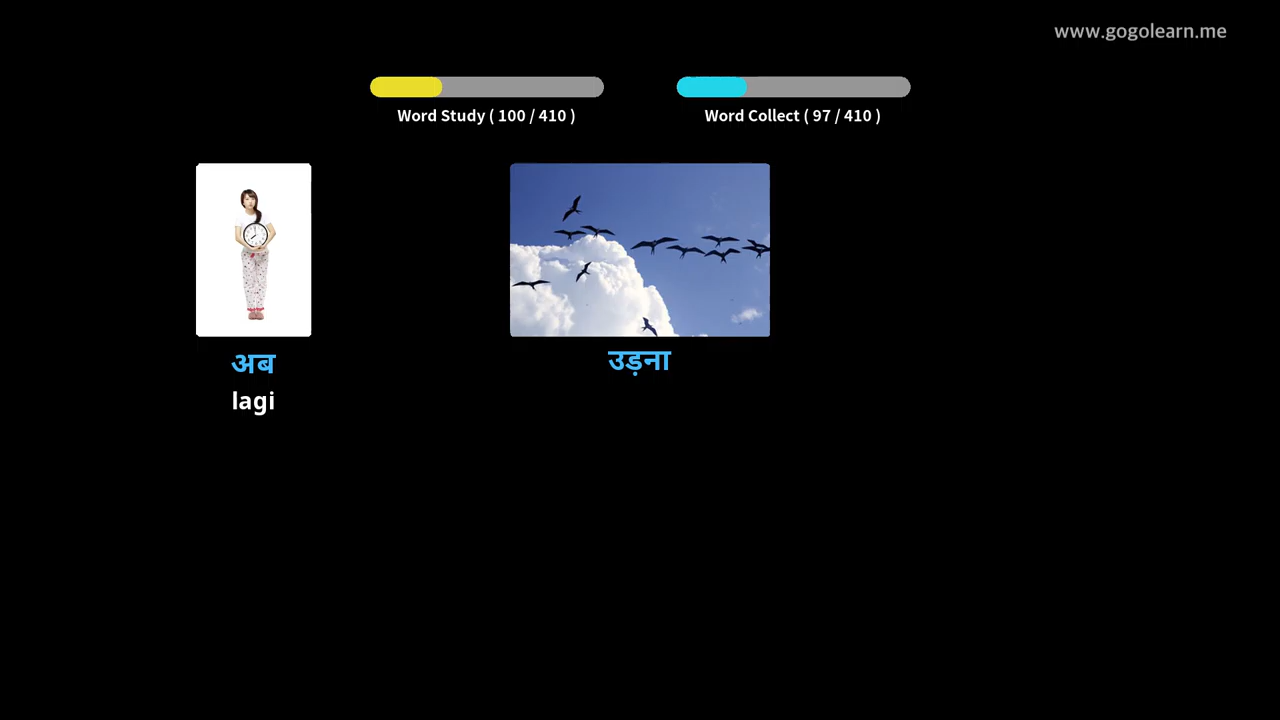 www.gogolearn.me
Word Study ( 100 / 410 )
Word Collect ( 97 / 410 )
अब
lagi
उड़ना